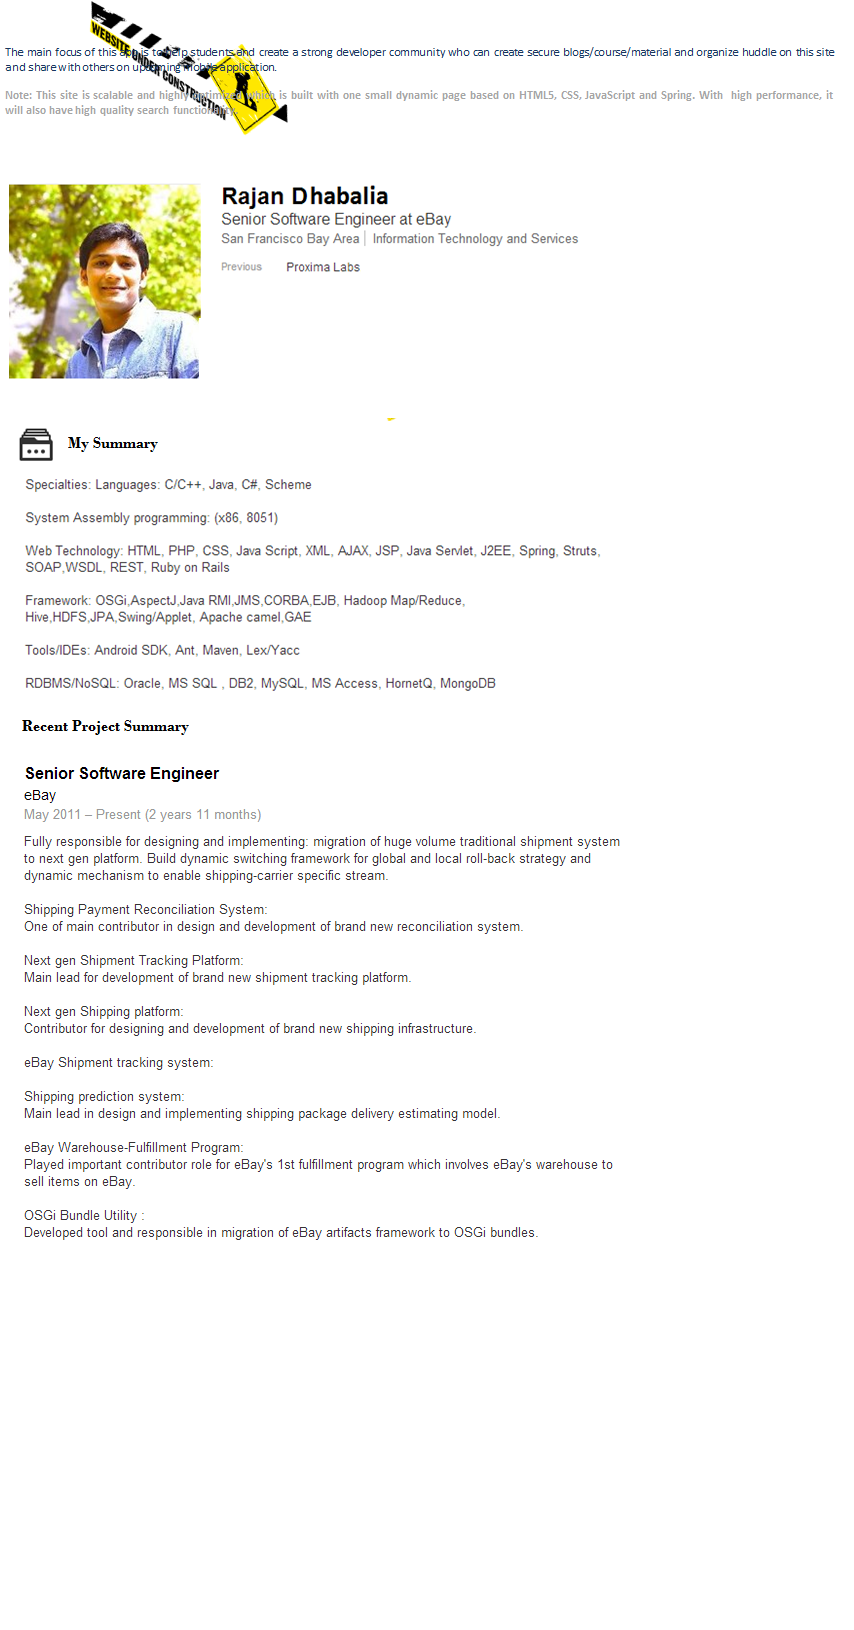 WEBSITE UNDER CONSTRUCTION
The main focus of this app is to help students and create a strong developer community who can create secure blogs/course/material and organize huddle on this site
and share with others on upcoming mobile application.
Note: This site is scalable and highly optimized which is built with one small dynamic page based on HTML5, CSS, JavaScript and Spring. With high performance, it
will also have high quality search functionality.
Rajan Dhabalia
Senior Software Engineer at eBay
San Francisco Bay Area | Information Technology and Services
Previous Proxima Labs
My Summary
Specialties: Languages: C/C++, Java, C#, Scheme
System Assembly programming: (x86, 8051)
Web Technology: HTML, PHP, CSS, Java Script, XML, AJAX, JSP, Java Servlet, J2EE, Spring, Struts,
SOAP,WSDL, REST, Ruby on Rails
Framework: OSGi,AspectJ,Java RMI,JMS,CORBA,EJB, Hadoop Map/Reduce,
Hive,HDFS,JPA,Swing/Applet, Apache camel,GAE
Tools/IDEs: Android SDK, Ant, Maven, Lex/Yacc
RDBMS/NoSQL: Oracle, MS SQL , DB2, MySQL, MS Access, HornetQ, MongoDB
Recent Project Summary
Senior Software Engineer
eBay
May 2011 – Present (2 years 11 months)
Fully responsible for designing and implementing: migration of huge volume traditional shipment system
to next gen platform. Build dynamic switching framework for global and local roll-back strategy and
dynamic mechanism to enable shipping-carrier specific stream.
Shipping Payment Reconciliation System:
One of main contributor in design and development of brand new reconciliation system.
Next gen Shipment Tracking Platform:
Main lead for development of brand new shipment tracking platform.
Next gen Shipping platform:
Contributor for designing and development of brand new shipping infrastructure.
eBay Shipment tracking system:
Shipping prediction system:
Main lead in design and implementing shipping package delivery estimating model.
eBay Warehouse-Fulfillment Program:
Played important contributor role for eBay's 1st fulfillment program which involves eBay's warehouse to
sell items on eBay.
OSGi Bundle Utility :
Developed tool and responsible in migration of eBay artifacts framework to OSGi bundles.